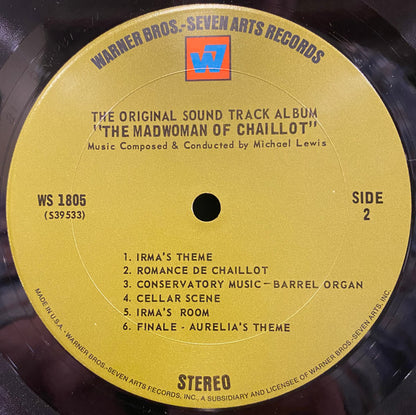 WARNER BROS.-SEVEN ARTS RECORDS
W7
THE ORIGINAL SOUND TRACK ALBUM
"THE MADWOMAN OF CHAILLOT"
Music Composed & Conducted by Michael Lewis
WS 1805
(S39533)
SIDE
2
1. IRMA'S THEME
2. ROMANCE DE CHAILLOT
3. CONSERVATORY MUSIC—BARREL ORGAN
4. CELLAR SCENE
5. IRMA'S ROOM
6. FINALE - AURELIA'S THEME
STEREO
MADE IN U.S.A. - WARNER BROS.-SEVEN ARTS RECORDS, INC., A SUBSIDIARY AND LICENSEE OF WARNER BROS.-SEVEN ARTS, INC.